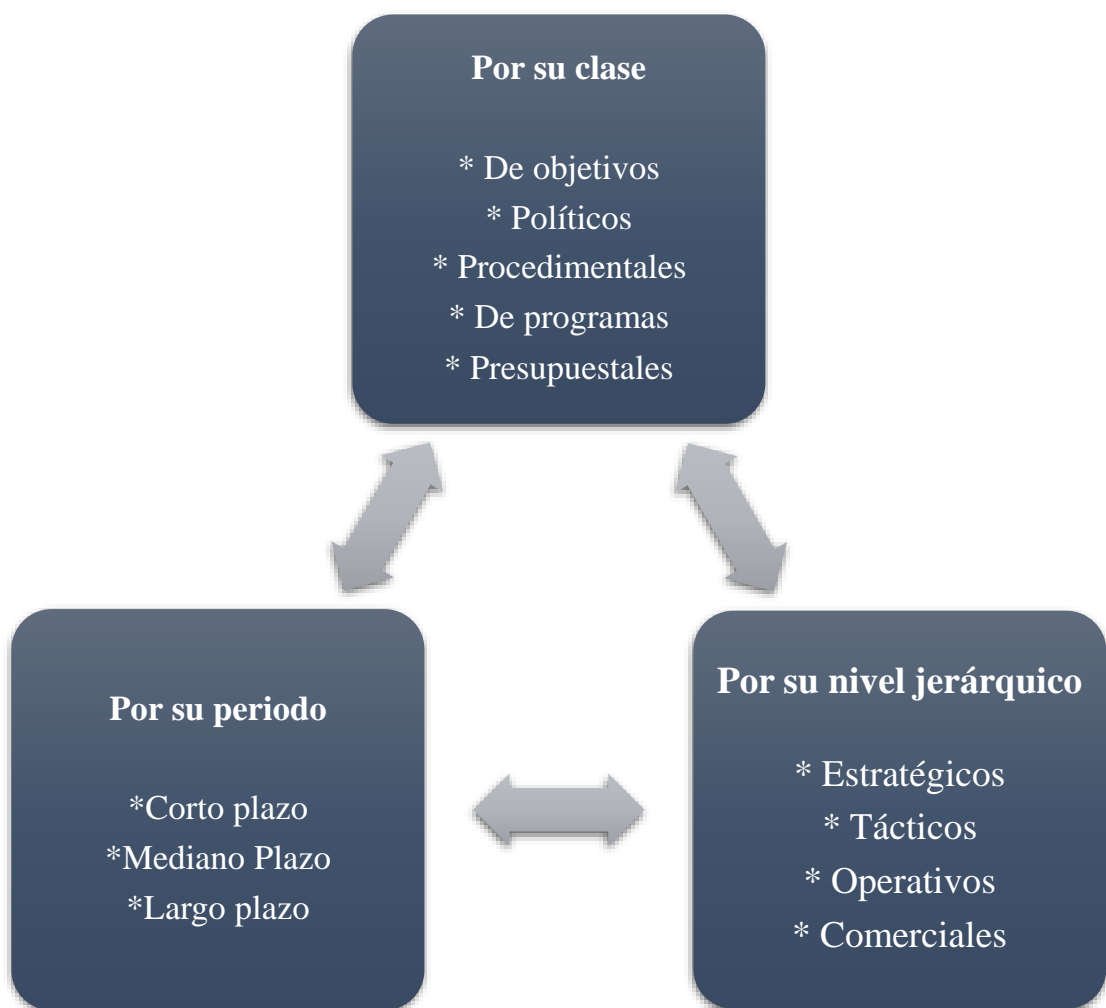 Por su clase
* De objetivos
* Políticos
* Procedimentales
* De programas
* Presupuestales
Por su periodo
*Corto plazo
*Mediano Plazo
*Largo plazo
Por su nivel jerárquico
* Estratégicos
* Tácticos
* Operativos
* Comerciales